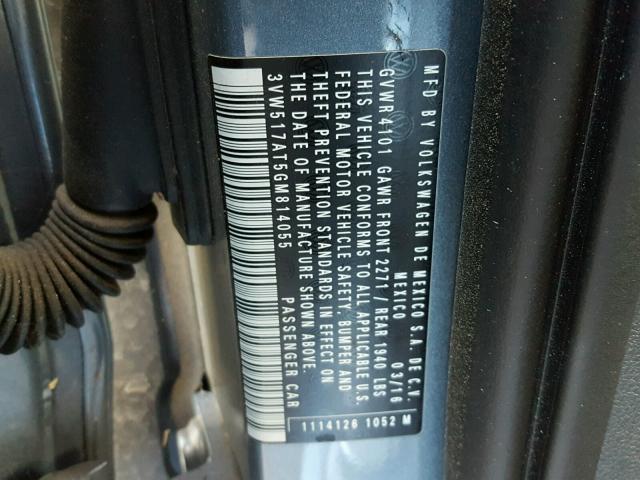 MFD BY VOLKSWAGEN DE MEXICO S.A. DE C.V.
MEXICO 03/16
GVWR 4101 GAWR FRONT 2271 / REAR 1940 LBS
THIS VEHICLE CONFORMS TO ALL APPLICABLE U.S.
FEDERAL MOTOR VEHICLE SAFETY, BUMPER AND
THEFT PREVENTION STANDARDS IN EFFECT ON
THE DATE OF MANUFACTURE SHOWN ABOVE.
3VW517AT5GM814055 PASSENGER CAR
1114126 1052 M